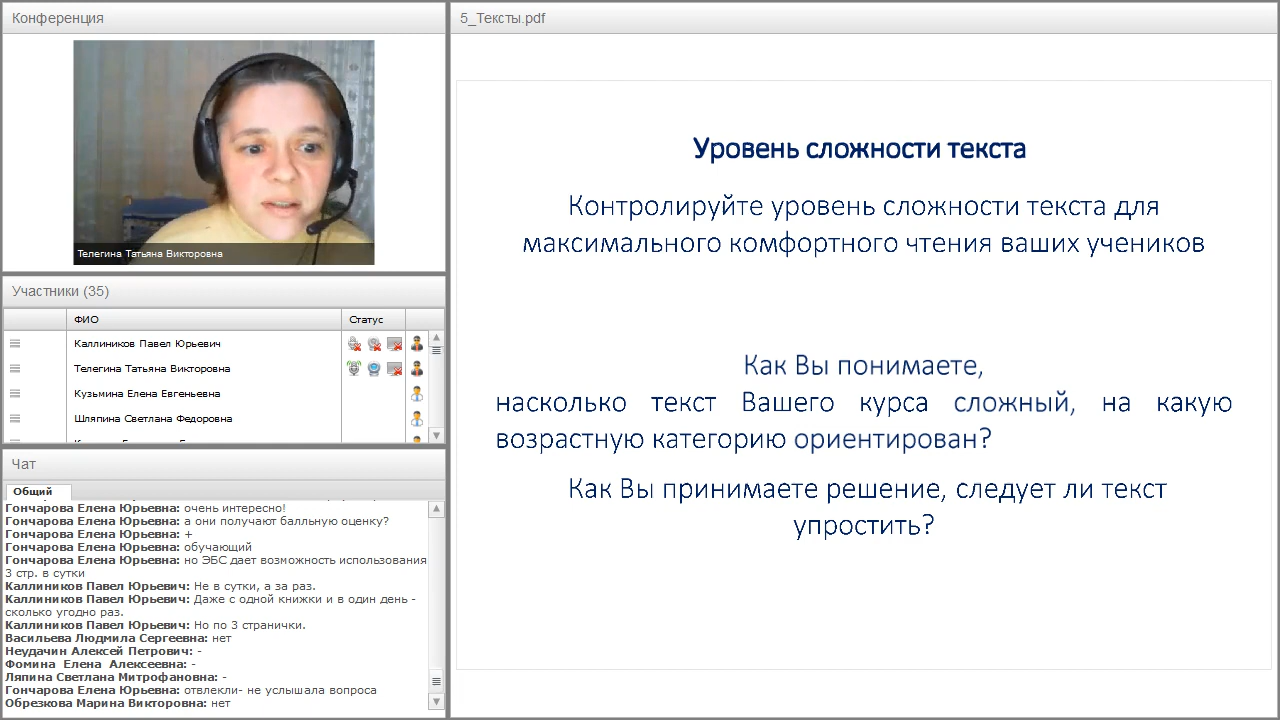 Конференция
Телегина Татьяна Викторовна
Участники (35)
ФИО
Статус
Каллиников Павел Юрьевич
Телегина Татьяна Викторовна
Кузьмина Елена Евгеньевна
Шляпина Светлана Федоровна
Чат
Общий
Гончарова Елена Юрьевна: очень интересно!
Гончарова Елена Юрьевна: а они получают балльную оценку?
Гончарова Елена Юрьевна: +
Гончарова Елена Юрьевна: обучающий
Гончарова Елена Юрьевна: но ЭБС дает возможность использования
3 стр. в сутки
Каллиников Павел Юрьевич: Не в сутки, а за раз.
Каллиников Павел Юрьевич: Даже с одной книжки и в один день -
сколько угодно раз.
Каллиников Павел Юрьевич: Но по 3 странички.
Васильева Людмила Сергеевна: нет
Неудачин Алексей Петрович: -
Фомина Елена Алексеевна: -
Ляпина Светлана Митрофановна: -
Гончарова Елена Юрьевна: отвлекли- не услышала вопроса
Обрезкова Марина Викторовна: нет
5_Тексты.pdf
Уровень сложности текста
Контролируйте уровень сложности текста для
максимального комфортного чтения ваших учеников
Как Вы понимаете,
насколько текст Вашего курса сложный, на какую
возрастную категорию ориентирован?
Как Вы принимаете решение, следует ли текст
упростить?